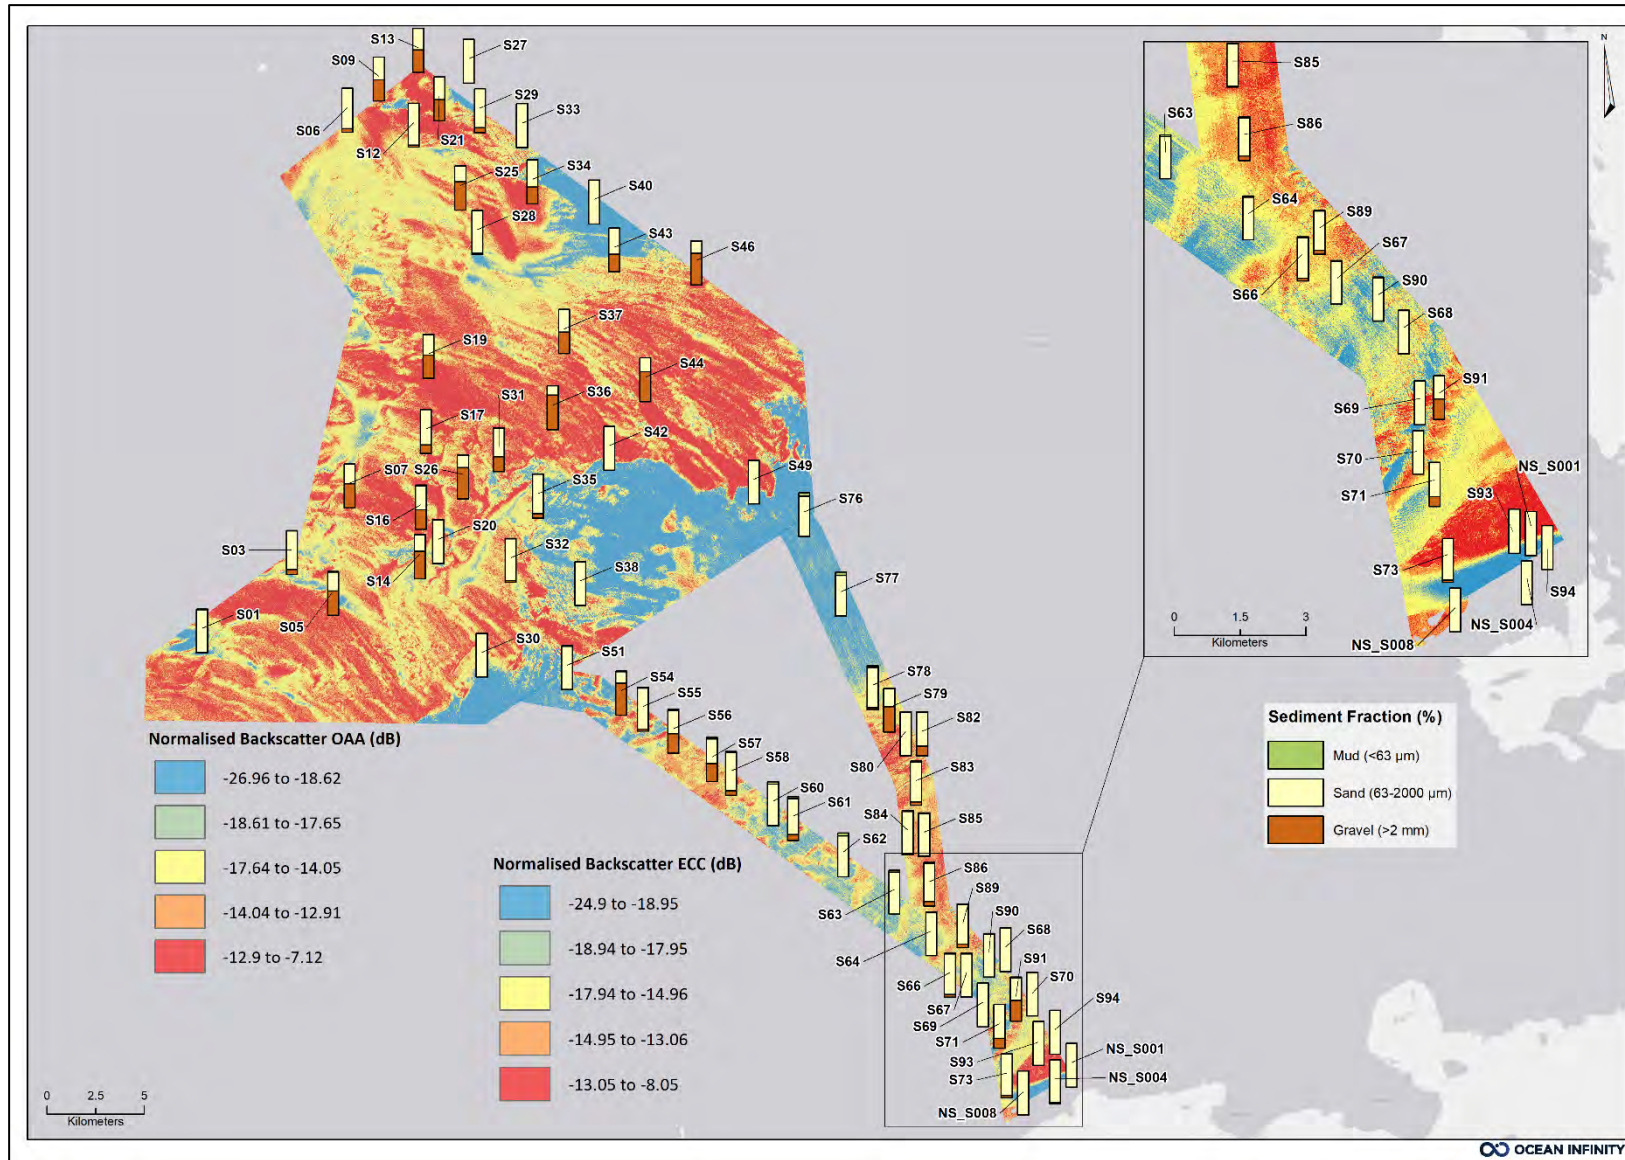 S13
S27
S09
S29
S33
S06
S12
S21
S25
S34
S40
S28
S43
S46
S37
S19
S44
S31
S36
S17
S42
S07
S26
S49
S35
S76
S16
S20
S03
S32
S14
S38
S77
S01
S05
S30
S51
S54
S78
S55
S79
S56
S82
S57
S58
S80
S83
S60
S61
S84
S85
S62
S86
S63
S89
S90
S68
S64
S91
S70
S66
S67
S94
S69
S71
S93
NS_S001
S73
NS_S004
NS_S008
N
S85
S63
S86
S64
S89
S67
S66
S90
S68
S91
S69
S70
NS_S001
S71
S93
S73
S94
NS_S004
NS_S008
0 1.5 3
Kilometers
Sediment Fraction (%)
Mud (<63 µm)
Sand (63-2000 µm)
Gravel (>2 mm)
Normalised Backscatter OAA (dB)
-26.96 to -18.62
-18.61 to -17.65
-17.64 to -14.05
-14.04 to -12.91
-12.9 to -7.12
Normalised Backscatter ECC (dB)
-24.9 to -18.95
-18.94 to -17.95
-17.94 to -14.96
-14.95 to -13.06
-13.05 to -8.05
0 2.5 5
Kilometers
OCEAN INFINITY